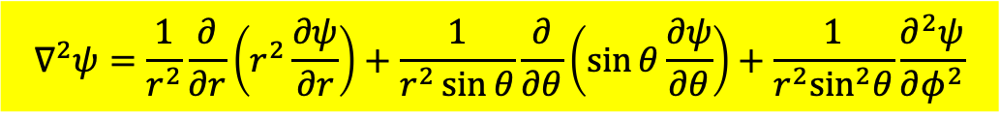 ∇²ψ = 1/r² ∂/∂r (r² ∂ψ/∂r) + 1/(r² sin θ) ∂/∂θ (sin θ ∂ψ/∂θ) + 1/(r² sin²θ) ∂²ψ/∂ϕ²